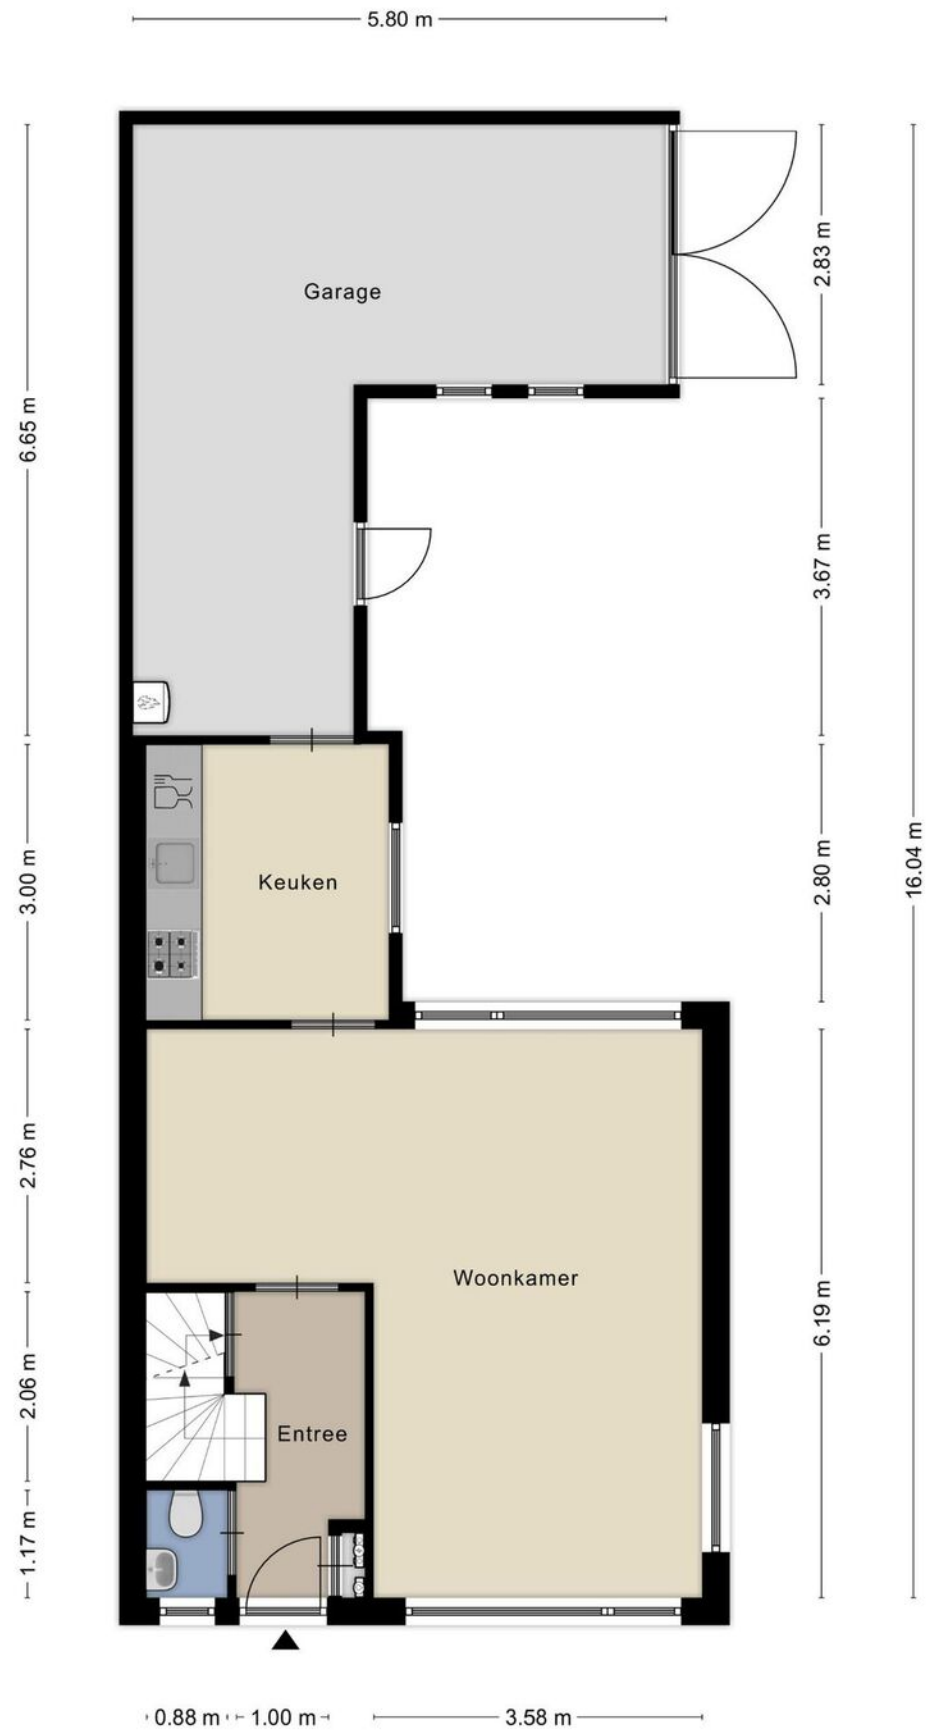 5.80 m
Garage
2.83 m
6.65 m
3.67 m
16.04 m
Keuken
3.00 m
2.80 m
2.76 m
Woonkamer
6.19 m
2.06 m
Entree
1.17 m
0.88 m
1.00 m
3.58 m